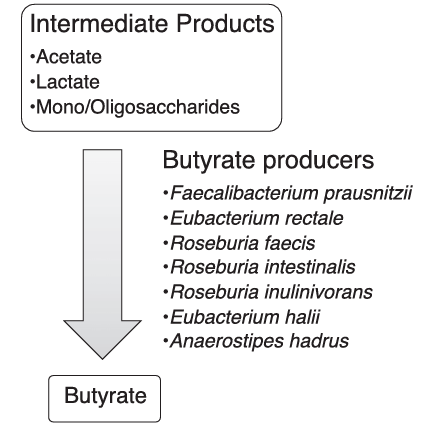 Intermediate Products
•Acetate
•Lactate
•Mono/Oligosaccharides
Butyrate producers
•Faecalibacterium prausnitzii
•Eubacterium rectale
•Roseburia faecis
•Roseburia intestinalis
•Roseburia inulinivorans
•Eubacterium halii
•Anaerostipes hadrus
Butyrate